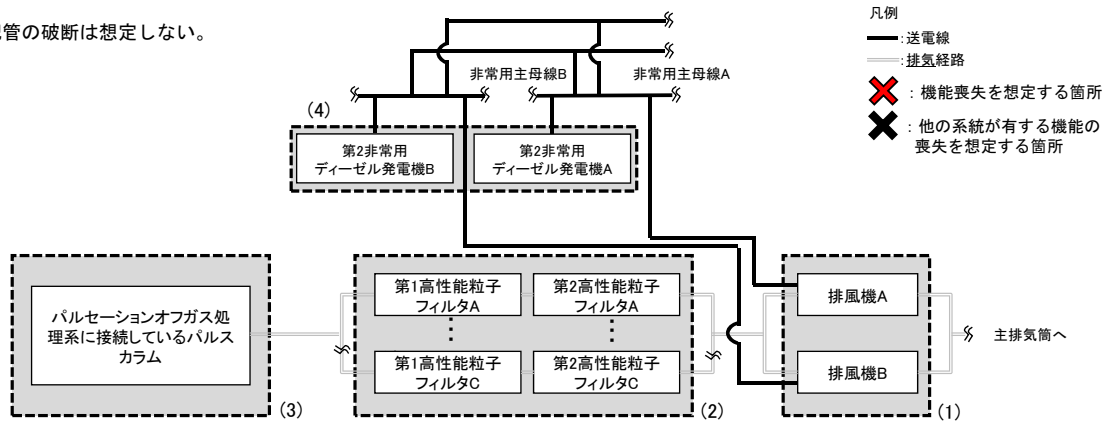 配管の破断は想定しない。
凡例
:送電線
:排気経路
:機能喪失を想定する箇所
:他の系統が有する機能の
喪失を想定する箇所
非常用主母線B
非常用主母線A
(4)
第2非常用
ディーゼル発電機B
第2非常用
ディーゼル発電機A
パルセーションオフガス処
理系に接続しているパルス
カラム
(3)
第1高性能粒子
フィルタA
第2高性能粒子
フィルタA
第1高性能粒子
フィルタC
第2高性能粒子
フィルタC
(2)
排風機A
排風機B
(1)
主排気筒へ